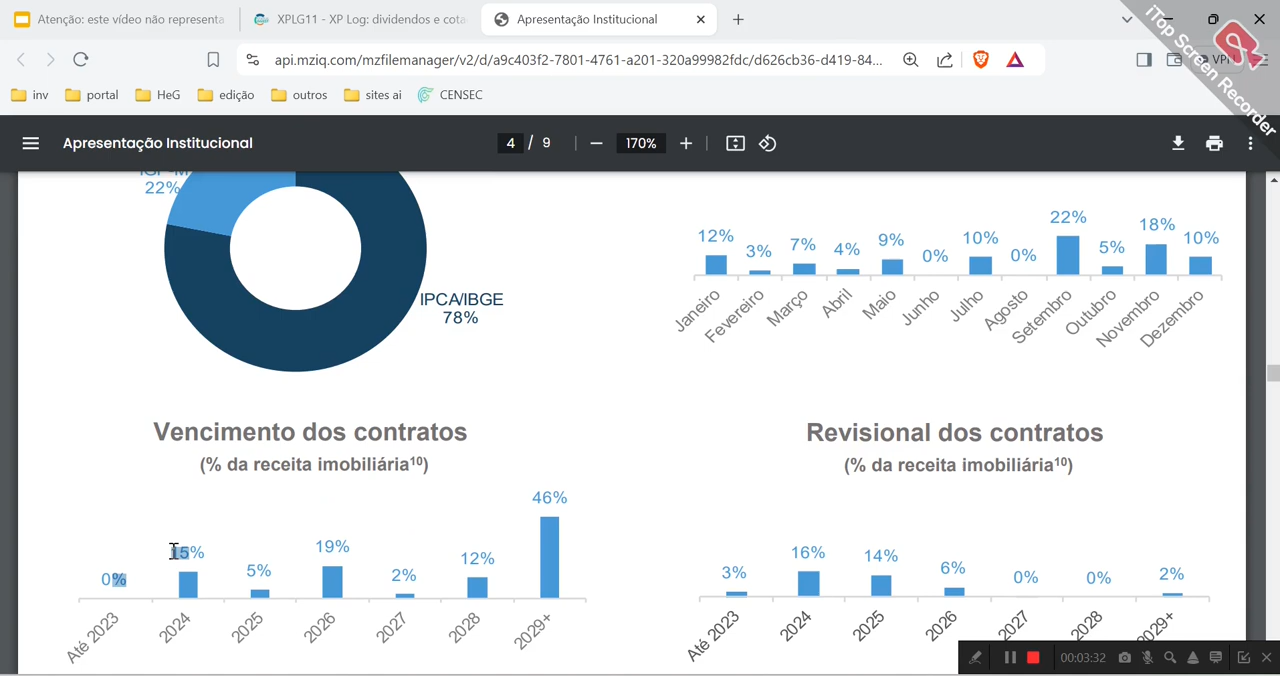 Atenção: este vídeo não representa
XPLG11 - XP Log: dividendos e cota
Apresentação Institucional
api.mziq.com/mzfilemanager/v2/d/a9c403f2-7801-4761-a201-320a99982fdc/d626cb36-d419-84...
VPN
inv
portal
HeG
edição
outros
sites ai
CENSEC
iTop Screen Recorder
Apresentação Institucional
4 / 9
170%
IGP-M
22%
IPCA/IBGE
78%
12%
3%
7%
4%
9%
0%
10%
0%
22%
5%
18%
10%
Janeiro
Fevereiro
Março
Abril
Maio
Junho
Julho
Agosto
Setembro
Outubro
Novembro
Dezembro
Vencimento dos contratos
(% da receita imobiliária¹⁰)
0%
15%
5%
19%
2%
12%
46%
Até 2023
2024
2025
2026
2027
2028
2029+
Revisional dos contratos
(% da receita imobiliária¹⁰)
3%
16%
14%
6%
0%
0%
2%
Até 2023
2024
2025
2026
2027
2028
2029+
00:03:32